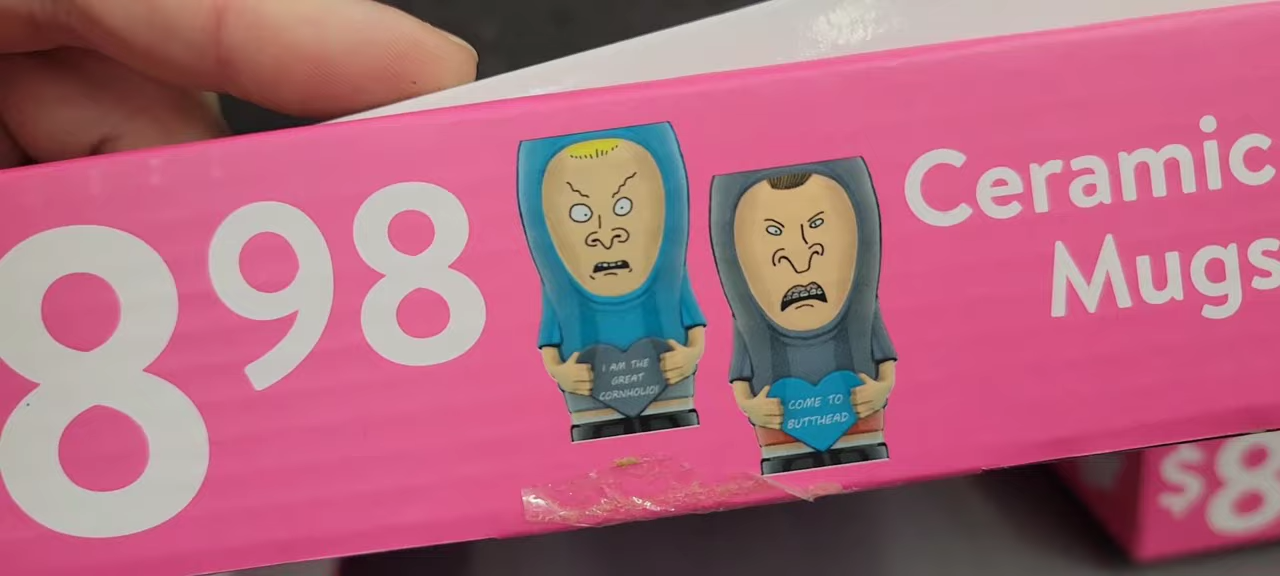 898
I AM THE
GREAT
CORNHOLIO!
COME TO
BUTTHEAD
Ceramic
Mugs
$8